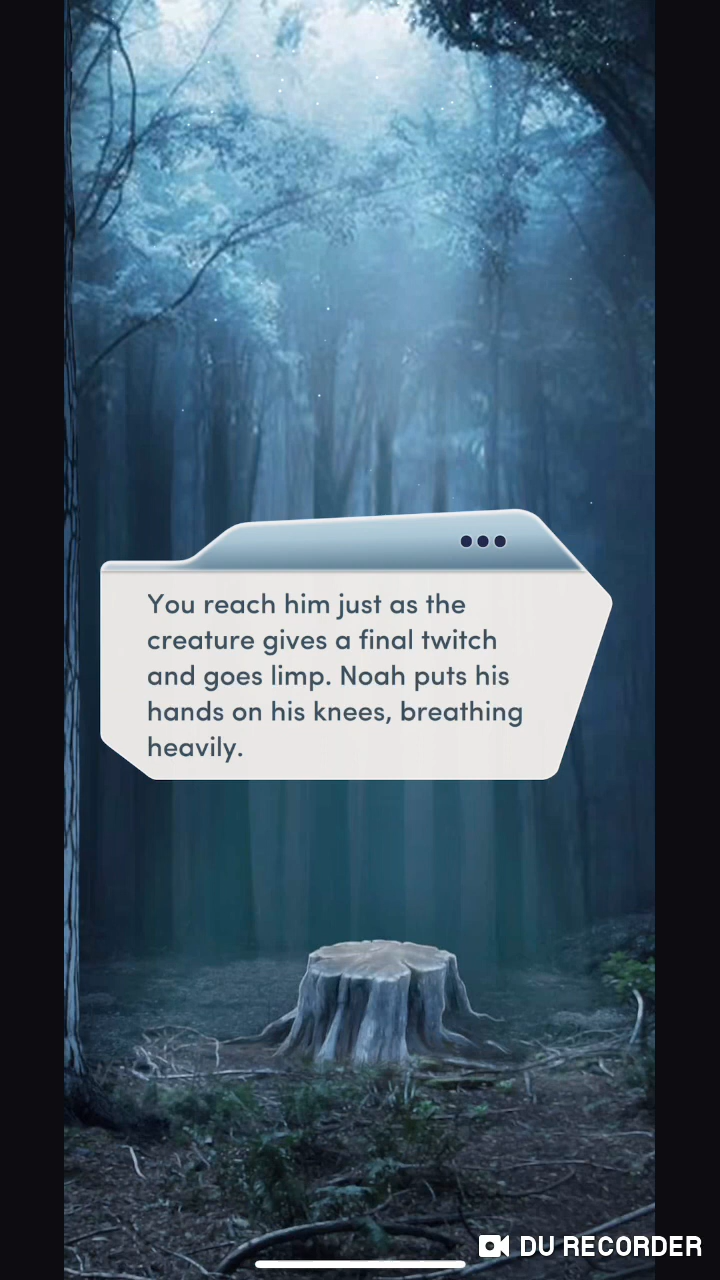 You reach him just as the
creature gives a final twitch
and goes limp. Noah puts his
hands on his knees, breathing
heavily.
DU RECORDER